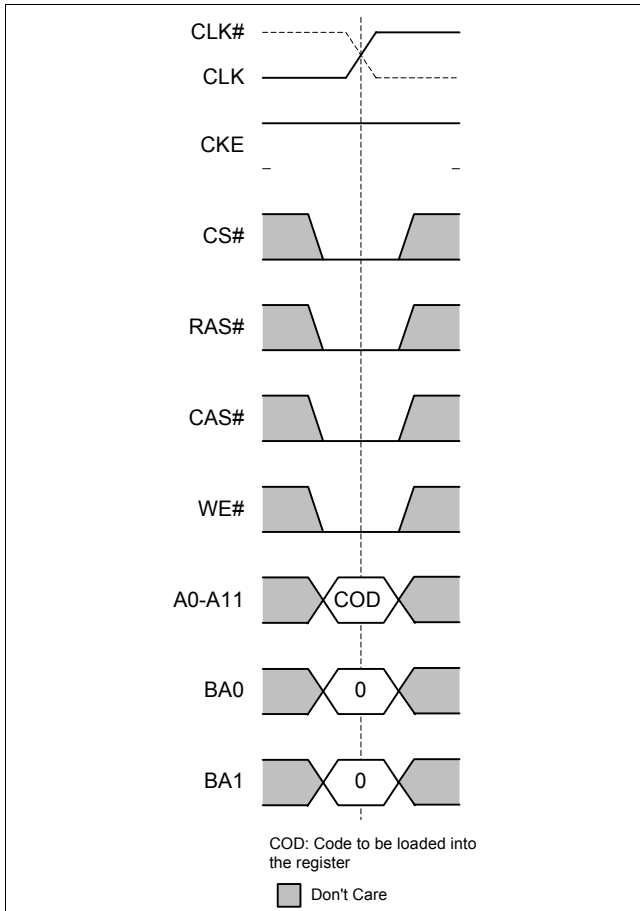 CLK#
CLK
CKE
CS#
RAS#
CAS#
WE#
A0-A11
COD
BA0
0
BA1
0
COD: Code to be loaded into
the register
Don't Care